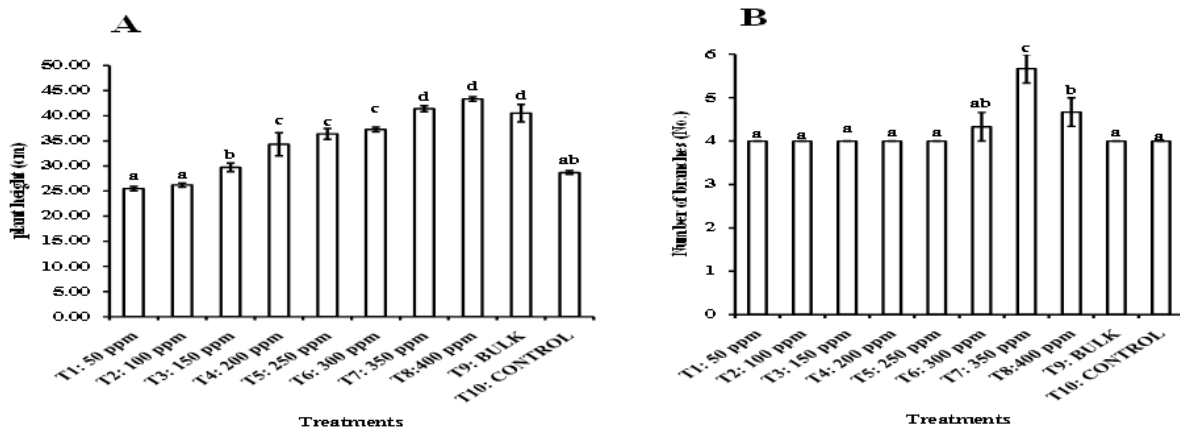 A
plant height (cm)
50.00
45.00
40.00
35.00
30.00
25.00
20.00
15.00
10.00
5.00
0.00
a
a
b
c
c
c
d
d
d
ab
T1: 50 ppm
T2: 100 ppm
T3: 150 ppm
T4: 200 ppm
T5: 250 ppm
T6: 300 ppm
T7: 350 ppm
T8:400 ppm
T9: BULK
T10: CONTROL
Treatments
B
Number of branches (No.)
6
5
4
3
2
1
0
a
a
a
a
a
ab
c
b
a
a
T1: 50 ppm
T2: 100 ppm
T3: 150 ppm
T4: 200 ppm
T5: 250 ppm
T6: 300 ppm
T7: 350 ppm
T8:400 ppm
T9: BULK
T10: CONTROL
Treatments